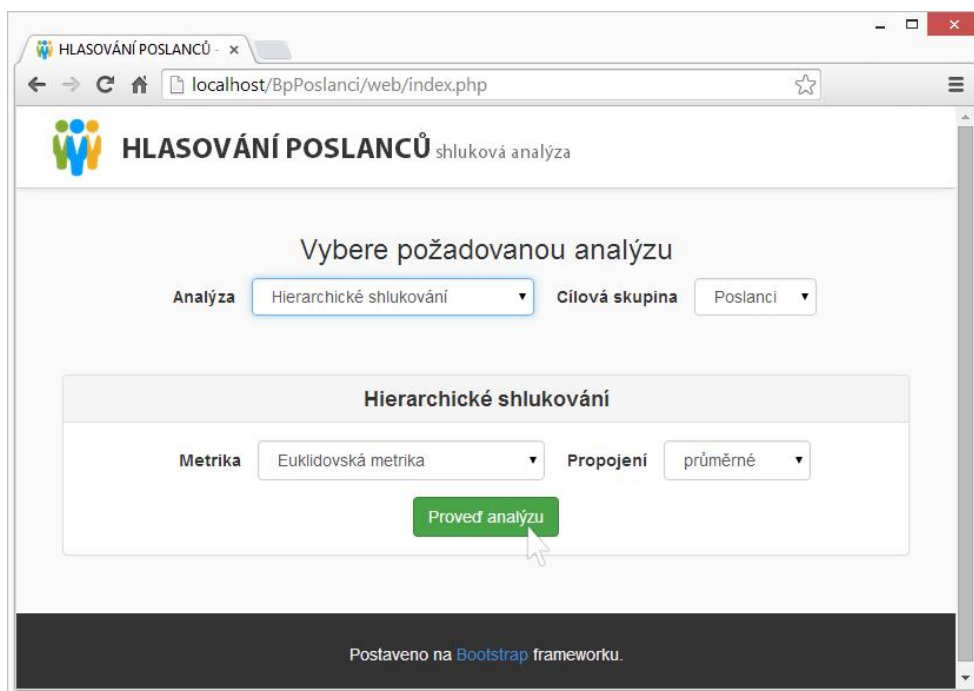 HLASOVÁNÍ POSLANCŮ -
localhost/BpPoslanci/web/index.php
HLASOVÁNÍ POSLANCŮ shluková analýza
Vybere požadovanou analýzu
Analýza Hierarchické shlukování Cílová skupina Poslanci
Hierarchické shlukování
Metrika Euklidovská metrika Propojení průměrné
Proveď analýzu
Postaveno na Bootstrap frameworku.